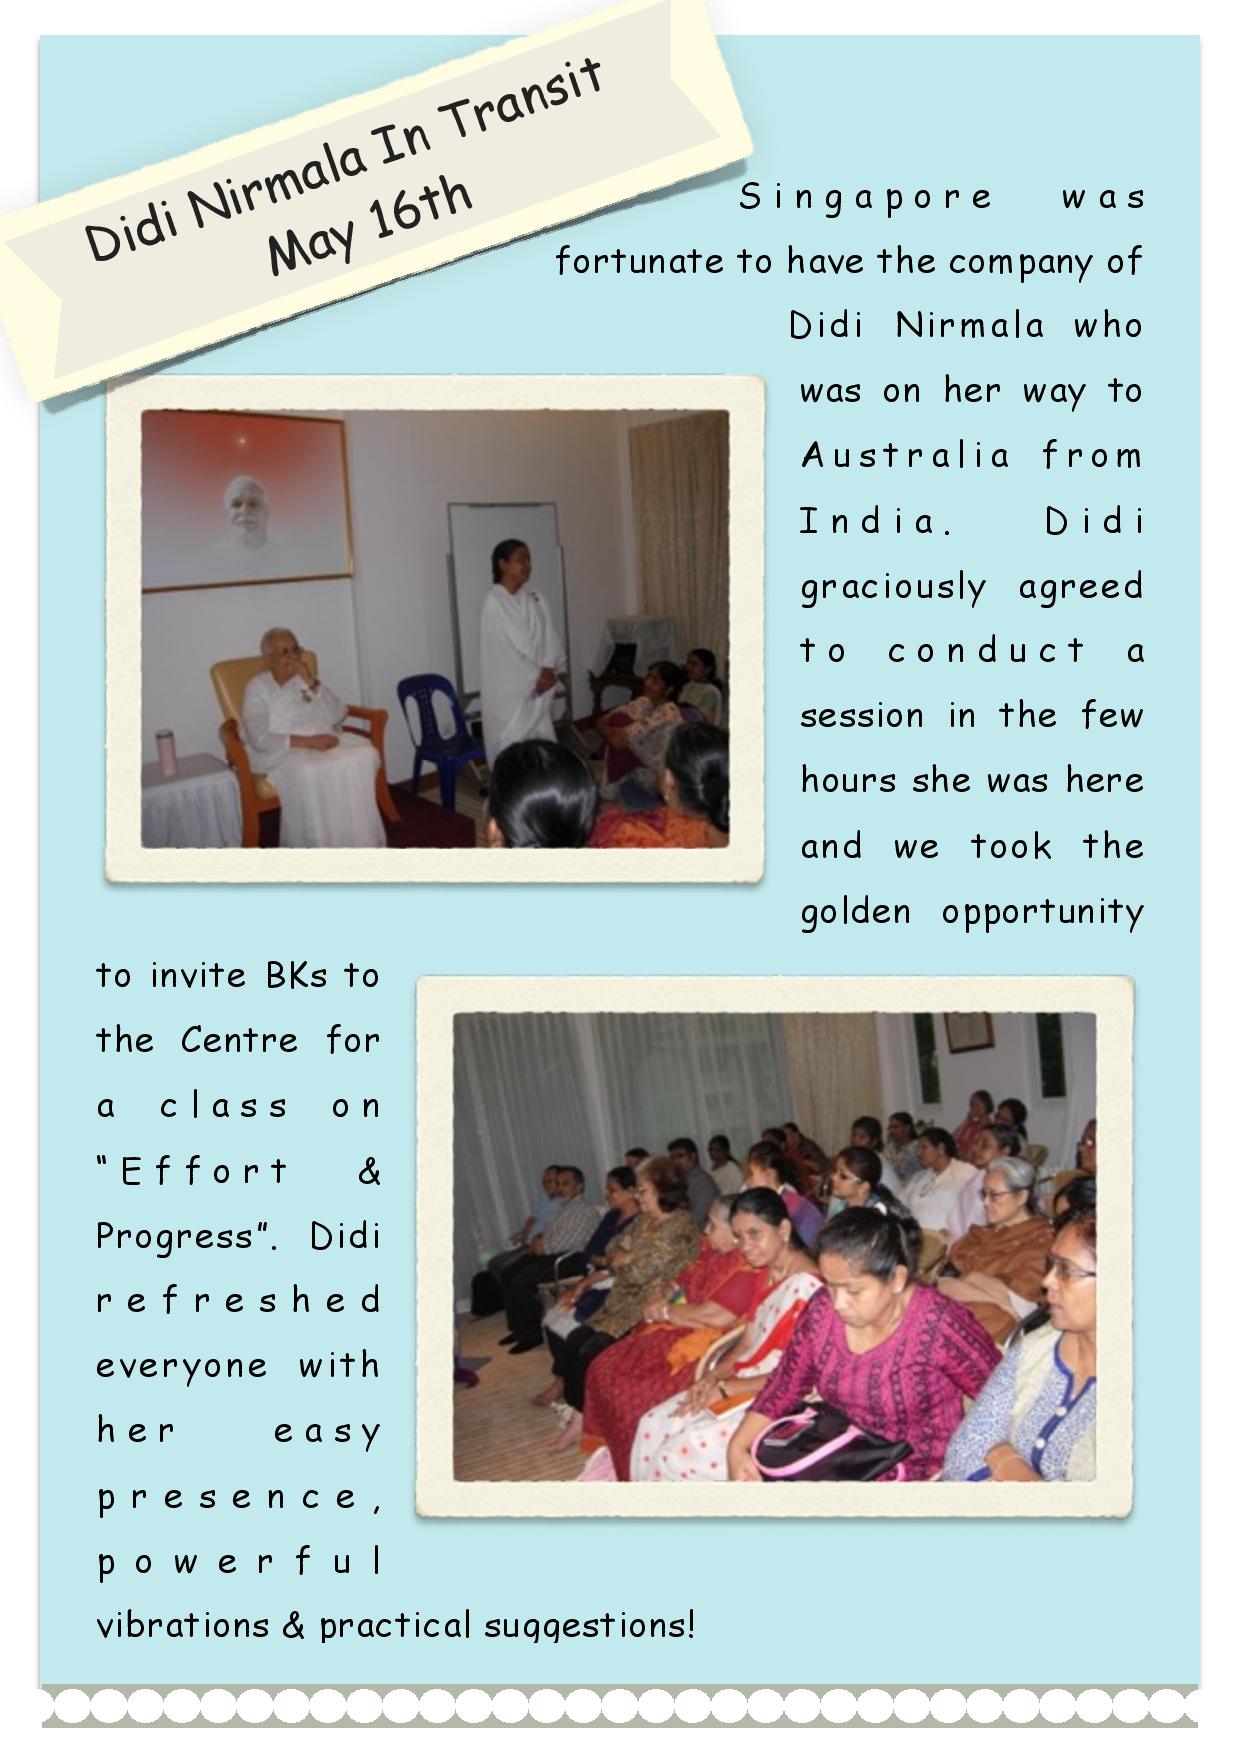 Didi Nirmala In Transit
May 16th
Singapore was
fortunate to have the company of
Didi Nirmala who
was on her way to
Australia from
India. Didi
graciously agreed
to conduct a
session in the few
hours she was here
and we took the
golden opportunity
to invite BKs to
the Centre for
a class on
“Effort &
Progress”. Didi
refreshed
everyone with
her easy
presence,
powerful
vibrations & practical suggestions!